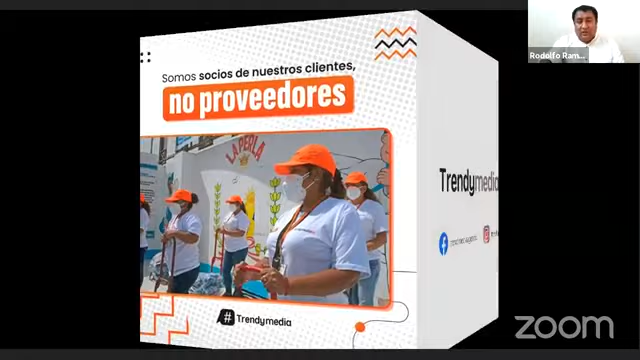 Somos socios de nuestros clientes,
no proveedores
LA PERLA
# Trendymedia
Trendymedia
Rodolfo Ram...
zoom